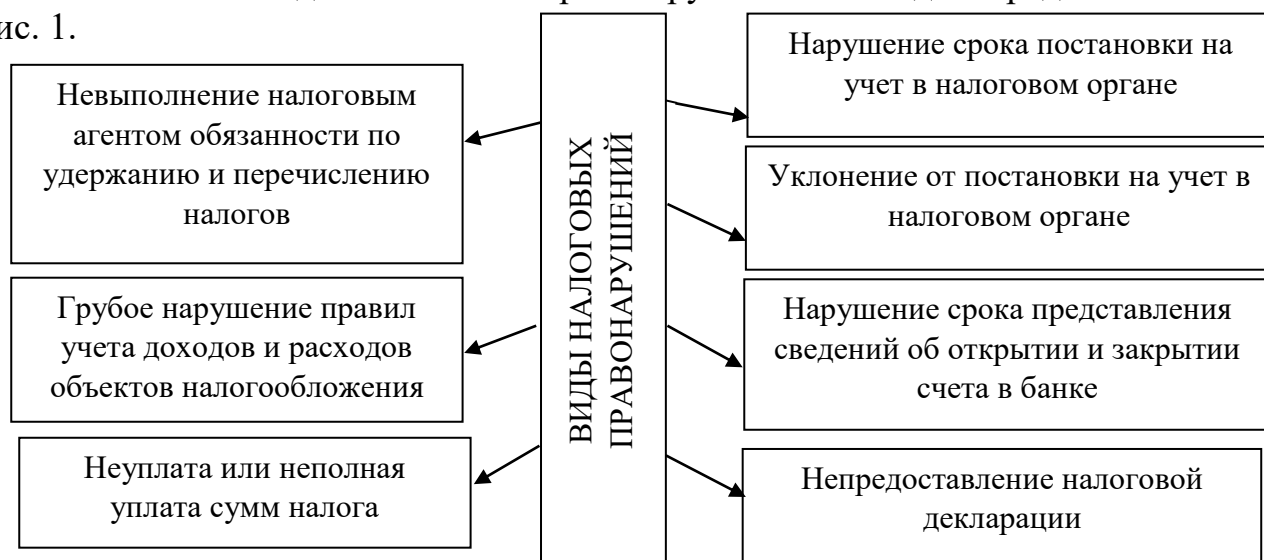 ис. 1.
Невыполнение налоговым
агентом обязанности по
удержанию и перечислению
налогов
Грубое нарушение правил
учета доходов и расходов
объектов налогообложения
Неуплата или неполная
уплата сумм налога
ВИДЫ НАЛОГОВЫХ
ПРАВОНАРУШЕНИЙ
Нарушение срока постановки на
учет в налоговом органе
Уклонение от постановки на учет в
налоговом органе
Нарушение срока представления
сведений об открытии и закрытии
счета в банке
Непредоставление налоговой
декларации